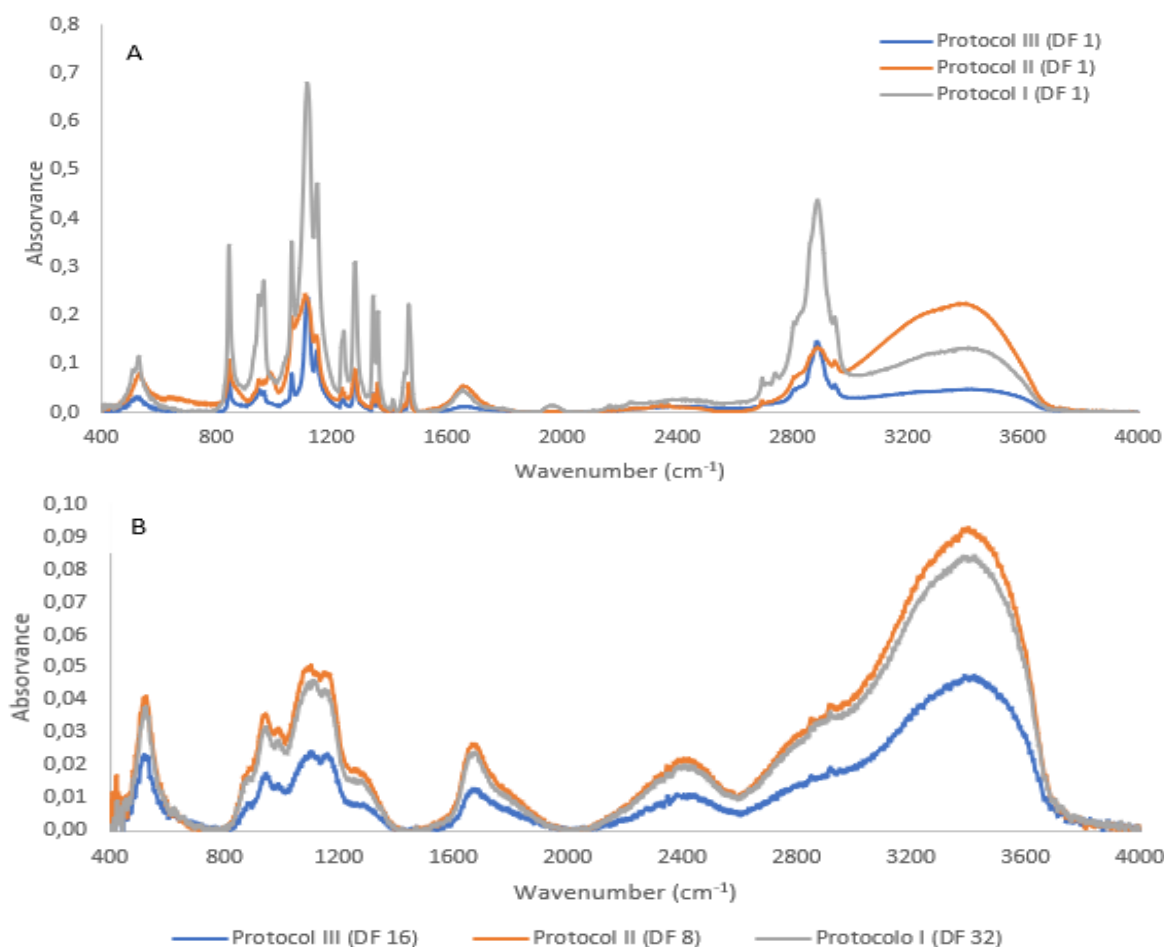 A
Protocol III (DF 1)
Protocol II (DF 1)
Protocol I (DF 1)
0,8
0,7
0,6
0,5
0,4
0,3
0,2
0,1
0,0
Absorvance
400 800 1200 1600 2000 2400 2800 3200 3600 4000
Wavenumber (cm⁻¹)
B
0,10
0,09
0,08
0,07
0,06
0,05
0,04
0,03
0,02
0,01
0,00
Absorvance
400 800 1200 1600 2000 2400 2800 3200 3600 4000
Wavenumber (cm⁻¹)
Protocol III (DF 16) Protocol II (DF 8) Protocolo I (DF 32)